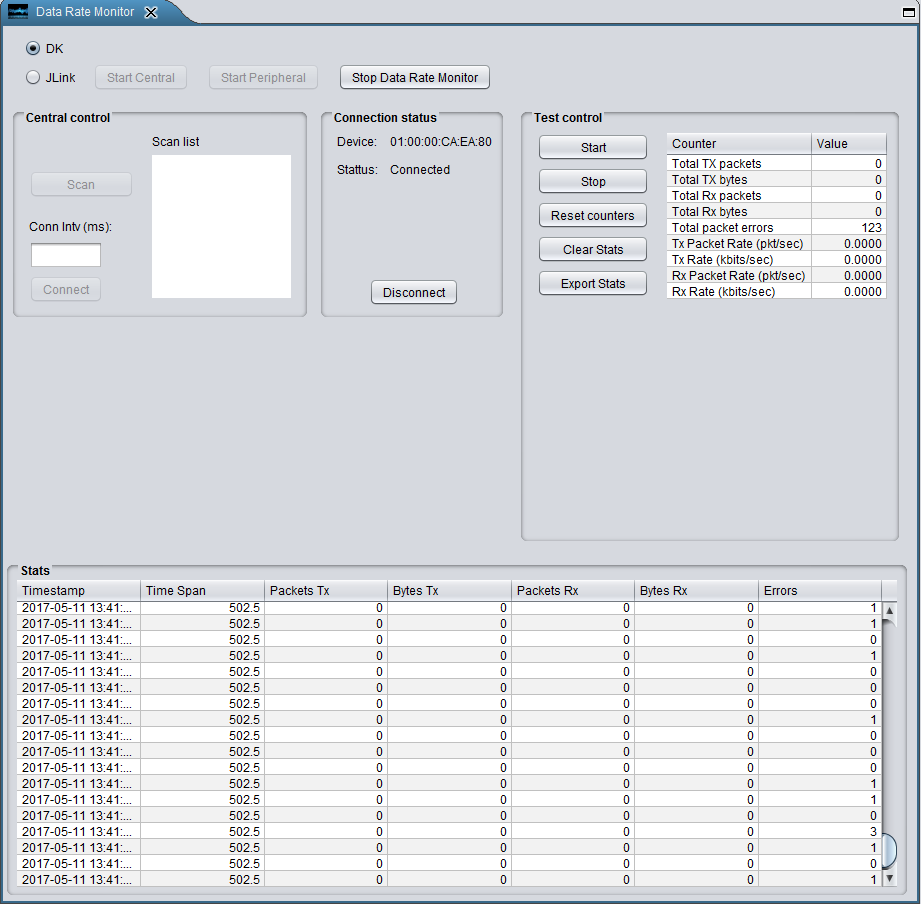 Data Rate Monitor
DK
JLink Start Central Start Peripheral Stop Data Rate Monitor
Central control
Scan list
Scan
Conn Intv (ms):
Connect
Connection status
Device: 01:00:00:CA:EA:80
Stattus: Connected
Disconnect
Test control
Start
Stop
Reset counters
Clear Stats
Export Stats
Counter Value
Total TX packets 0
Total TX bytes 0
Total Rx packets 0
Total Rx bytes 0
Total packet errors 123
Tx Packet Rate (pkt/sec) 0.0000
Tx Rate (kbits/sec) 0.0000
Rx Packet Rate (pkt/sec) 0.0000
Rx Rate (kbits/sec) 0.0000
Stats
Timestamp Time Span Packets Tx Bytes Tx Packets Rx Bytes Rx Errors
2017-05-11 13:41:... 502.5 0 0 0 0 1
2017-05-11 13:41:... 502.5 0 0 0 0 1
2017-05-11 13:41:... 502.5 0 0 0 0 0
2017-05-11 13:41:... 502.5 0 0 0 0 1
2017-05-11 13:41:... 502.5 0 0 0 0 0
2017-05-11 13:41:... 502.5 0 0 0 0 0
2017-05-11 13:41:... 502.5 0 0 0 0 0
2017-05-11 13:41:... 502.5 0 0 0 0 1
2017-05-11 13:41:... 502.5 0 0 0 0 0
2017-05-11 13:41:... 502.5 0 0 0 0 0
2017-05-11 13:41:... 502.5 0 0 0 0 0
2017-05-11 13:41:... 502.5 0 0 0 0 1
2017-05-11 13:41:... 502.5 0 0 0 0 1
2017-05-11 13:41:... 502.5 0 0 0 0 0
2017-05-11 13:41:... 502.5 0 0 0 0 3
2017-05-11 13:41:... 502.5 0 0 0 0 1
2017-05-11 13:41:... 502.5 0 0 0 0 0
2017-05-11 13:41:... 502.5 0 0 0 0 1